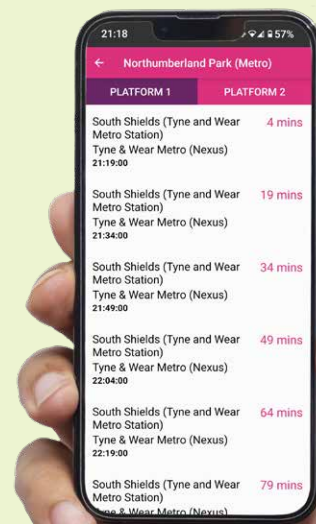 21:18
57%
← Northumberland Park (Metro)
PLATFORM 1
PLATFORM 2
South Shields (Tyne and Wear
Metro Station)
4 mins
Tyne & Wear Metro (Nexus)
21:19:00
South Shields (Tyne and Wear
Metro Station)
19 mins
Tyne & Wear Metro (Nexus)
21:34:00
South Shields (Tyne and Wear
Metro Station)
34 mins
Tyne & Wear Metro (Nexus)
21:49:00
South Shields (Tyne and Wear
Metro Station)
49 mins
Tyne & Wear Metro (Nexus)
22:04:00
South Shields (Tyne and Wear
Metro Station)
64 mins
Tyne & Wear Metro (Nexus)
22:19:00
South Shields (Tyne and Wear
Metro Station)
79 mins
Tyne & Wear Metro (Nexus)